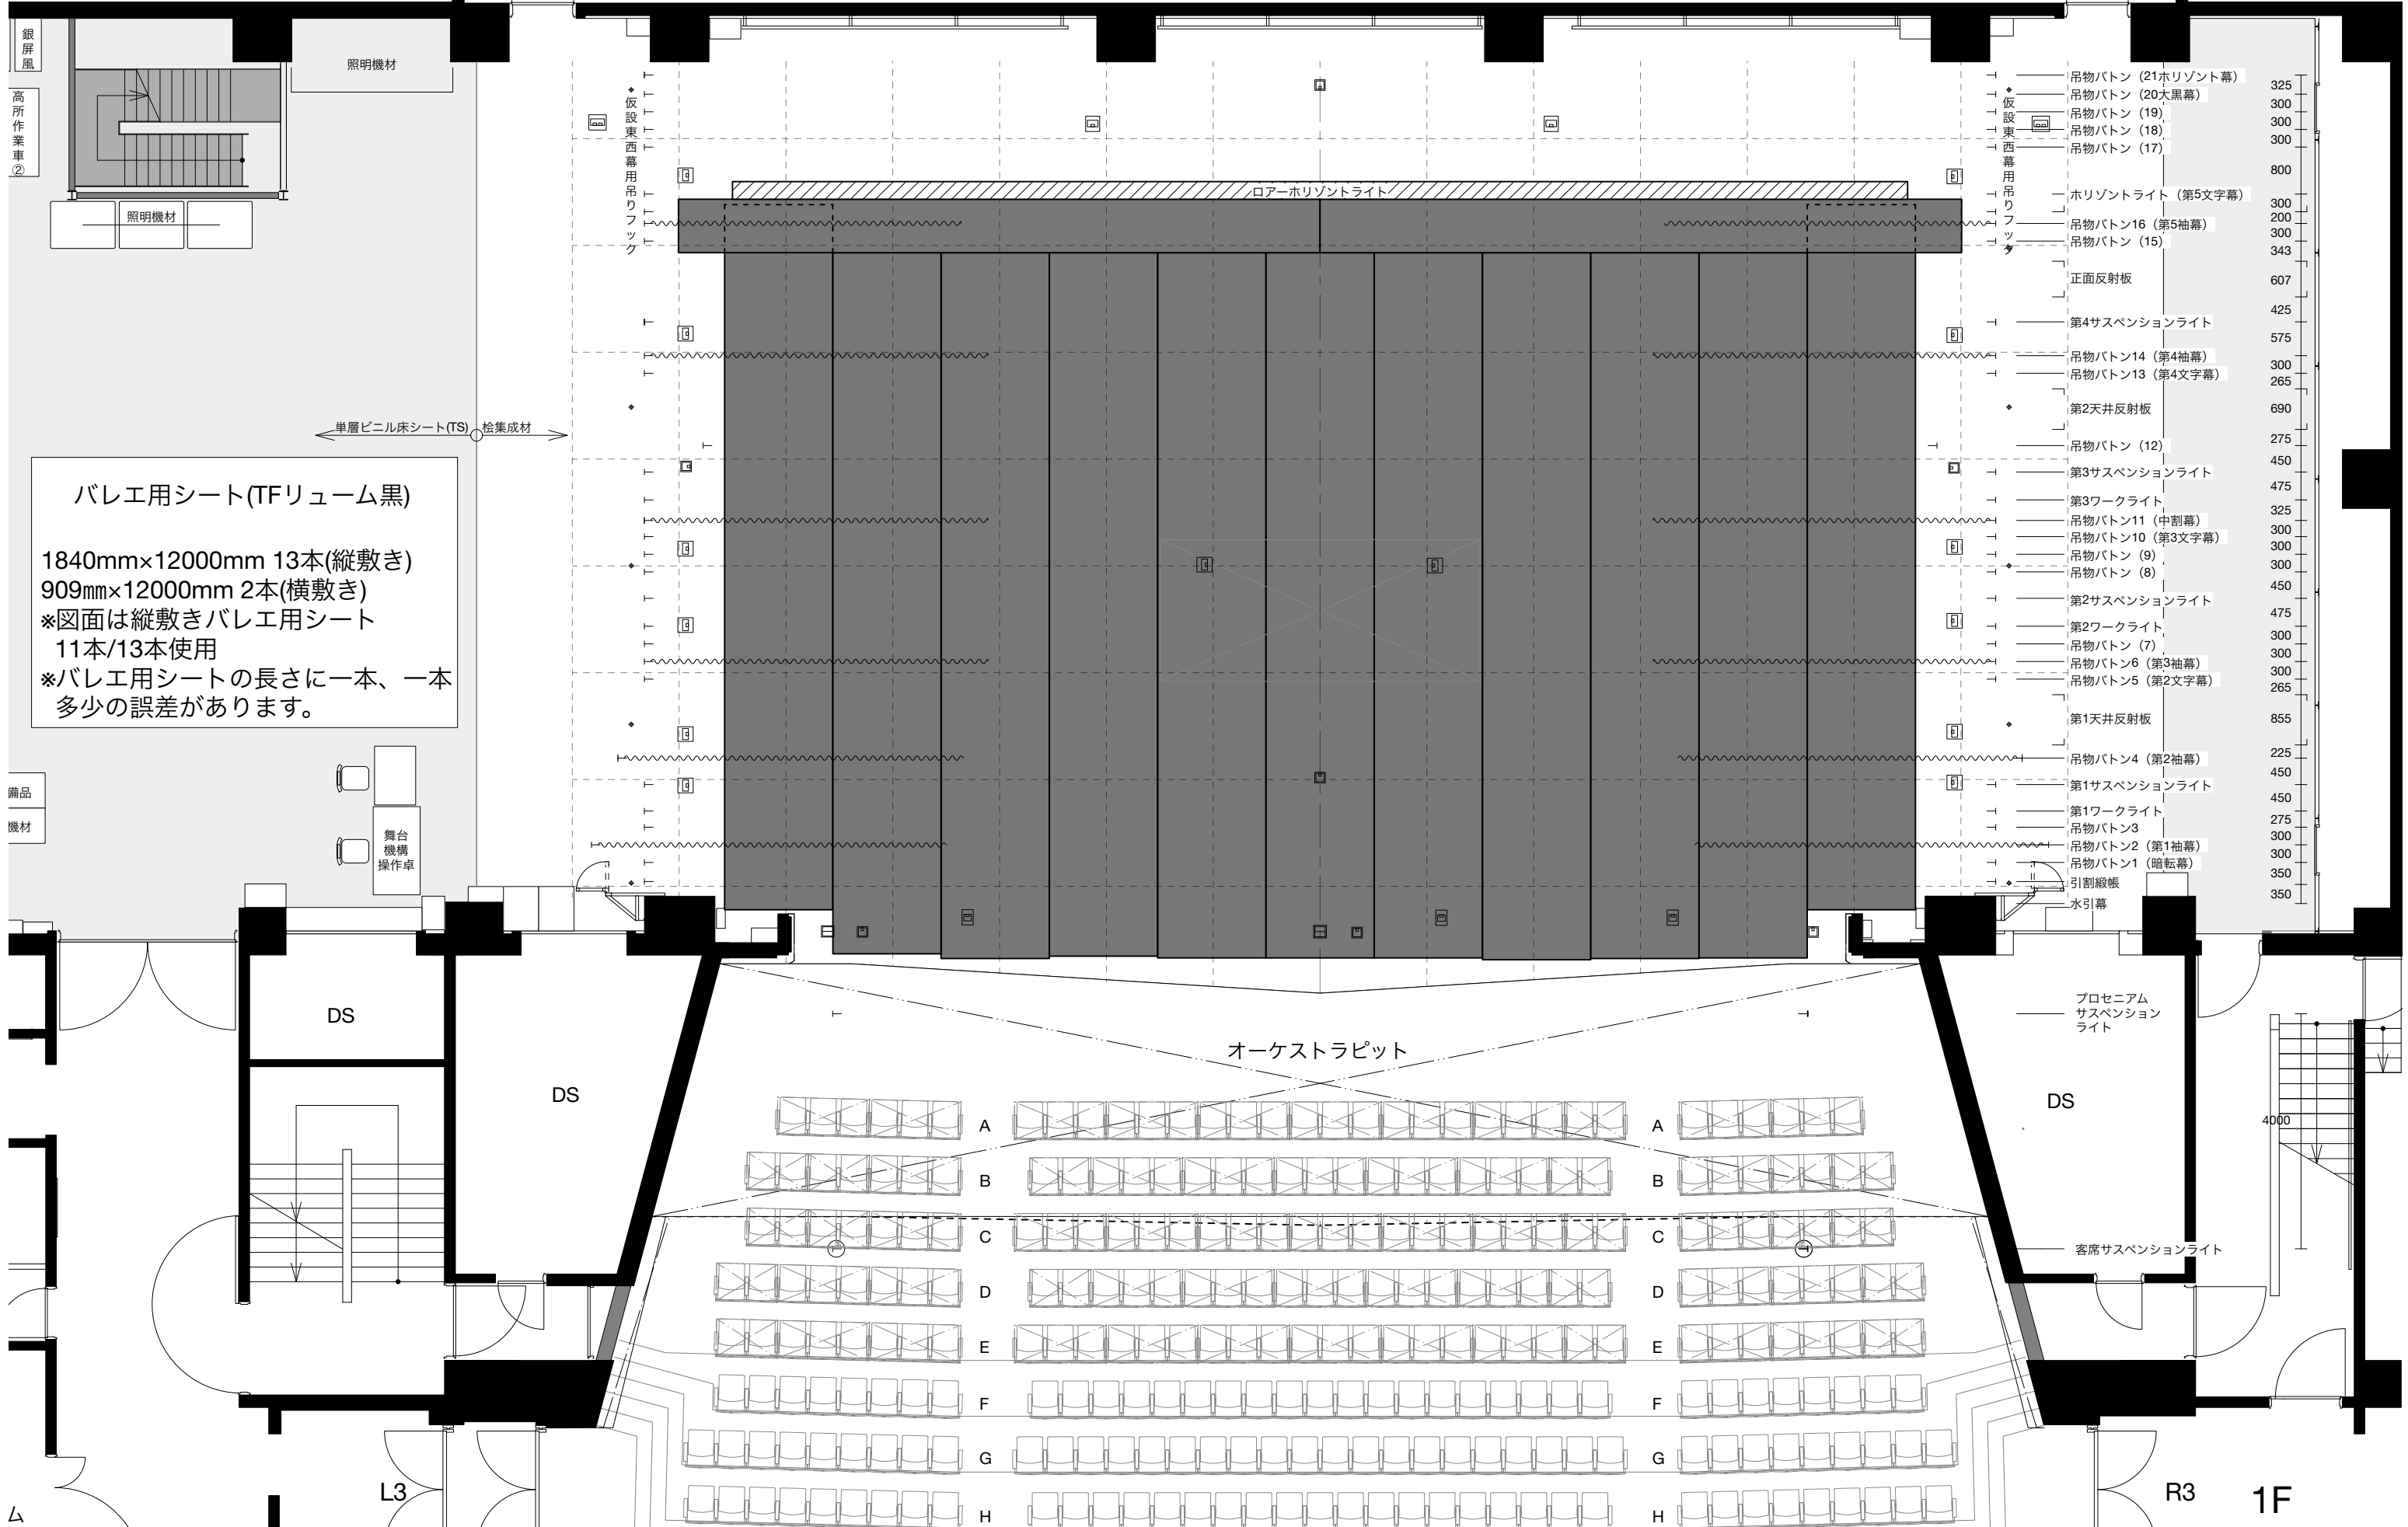 銀屏風
高所作業車②
照明機材
照明機材
仮設東西幕用吊りフック
ロアーホリゾントライト
仮設東西幕用吊りフック
単層ビニル床シート(TS)
桧集成材
バレエ用シート(TFリューム黒)
1840mm×12000mm 13本(縦敷き)
909㎜×12000mm 2本(横敷き)
※図面は縦敷きバレエ用シート
11本/13本使用
※バレエ用シートの長さに一本、一本
多少の誤差があります。
備品
機材
舞台
機構
操作卓
吊物バトン（21ホリゾント幕）
吊物バトン（20大黒幕）
吊物バトン（19）
吊物バトン（18）
吊物バトン（17）
ホリゾントライト（第5文字幕）
吊物バトン16（第5袖幕）
吊物バトン（15）
正面反射板
第4サスペンションライト
吊物バトン14（第4袖幕）
吊物バトン13（第4文字幕）
第2天井反射板
吊物バトン（12）
第3サスペンションライト
第3ワークライト
吊物バトン11（中割幕）
吊物バトン10（第3文字幕）
吊物バトン（9）
吊物バトン（8）
第2サスペンションライト
第2ワークライト
吊物バトン（7）
吊物バトン6（第3袖幕）
吊物バトン5（第2文字幕）
第1天井反射板
吊物バトン4（第2袖幕）
第1サスペンションライト
第1ワークライト
吊物バトン3
吊物バトン2（第1袖幕）
吊物バトン1（暗転幕）
引割緞帳
水引幕
325
300
300
300
800
300
200
300
343
607
425
575
300
265
690
275
450
475
325
300
300
300
450
475
300
300
300
265
855
225
450
450
275
300
300
350
350
DS
DS
オーケストラピット
プロセニアム
サスペンション
ライト
DS
4000
客席サスペンションライト
A A
B B
C C
D D
E E
F F
G G
H H
L3
R3
1F
ム